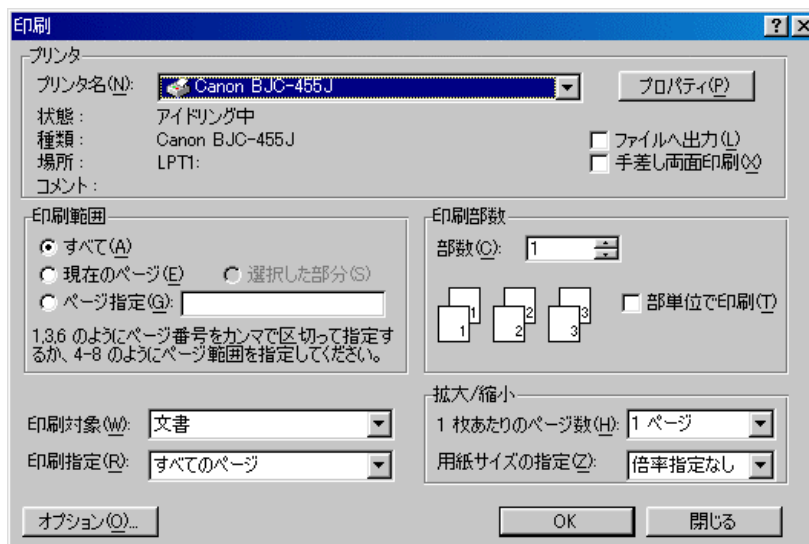 印刷
プリンタ
プリンタ名(N): Canon BJC-455J プロパティ(P)
状態: アイドリング中
種類: Canon BJC-455J ファイルへ出力(L)
場所: LPT1: 手差し両面印刷(X)
コメント:
印刷範囲
すべて(A)
現在のページ(E) 選択した部分(S)
ページ指定(G):
1,3,6 のようにページ番号をカンマで区切って指定す
るか、4-8 のようにページ範囲を指定してください。
印刷部数
部数(C): 1
1 1 2 2 3 3 部単位で印刷(T)
印刷対象(W): 文書
印刷指定(R): すべてのページ
拡大/縮小
1 枚あたりのページ数(H): 1 ページ
用紙サイズの指定(Z): 倍率指定なし
オプション(O)... OK 閉じる